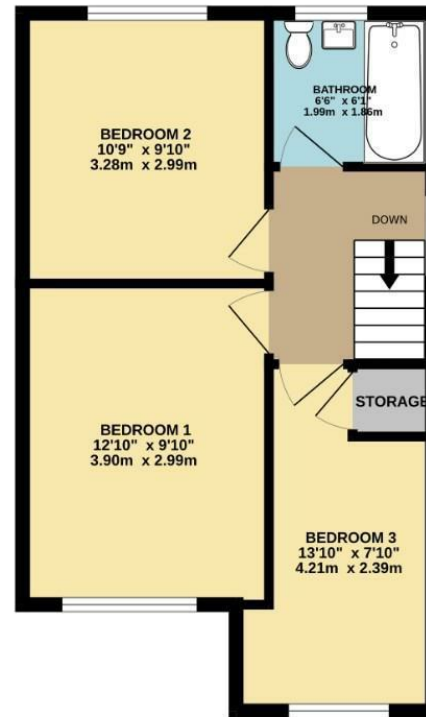 BATHROOM
6'6" x 6'1"
1.99m x 1.86m
BEDROOM 2
10'9" x 9'10"
3.28m x 2.99m
DOWN
BEDROOM 1
12'10" x 9'10"
3.90m x 2.99m
STORAGE
BEDROOM 3
13'10" x 7'10"
4.21m x 2.39m